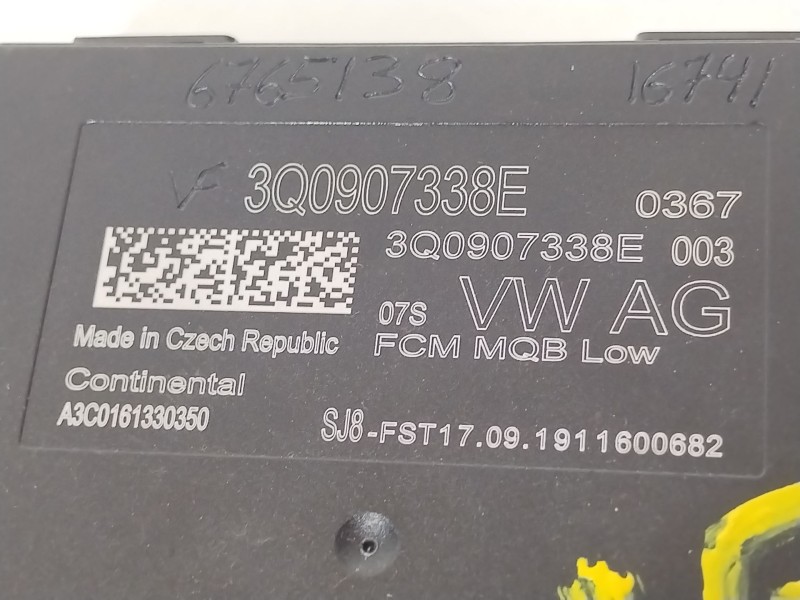 6765138 16741
VF 3Q0907338E 0367
3Q0907338E 003
07S VW AG
Made in Czech Republic FCM MQB Low
Continental
A3C0161330350 SJ8-FST17.09.1911600682